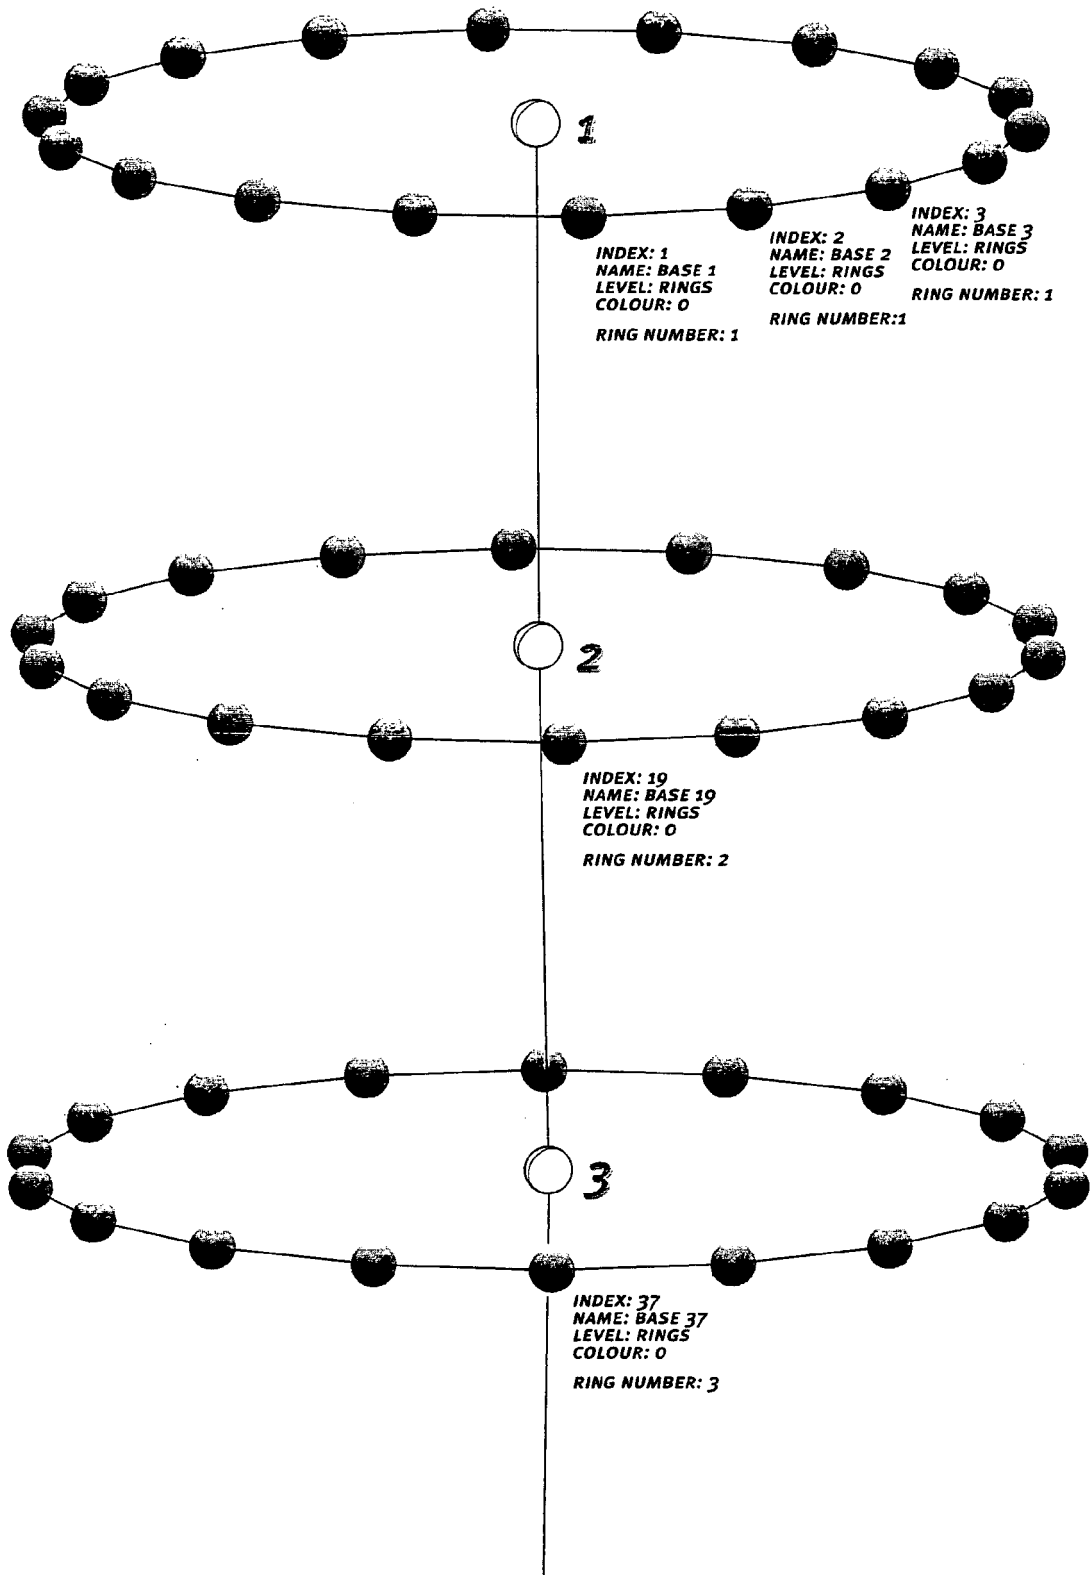 1
INDEX: 1
NAME: BASE 1
LEVEL: RINGS
COLOUR: 0
RING NUMBER: 1
INDEX: 2
NAME: BASE 2
LEVEL: RINGS
COLOUR: 0
RING NUMBER:1
INDEX: 3
NAME: BASE 3
LEVEL: RINGS
COLOUR: 0
RING NUMBER: 1
2
INDEX: 19
NAME: BASE 19
LEVEL: RINGS
COLOUR: 0
RING NUMBER: 2
3
INDEX: 37
NAME: BASE 37
LEVEL: RINGS
COLOUR: 0
RING NUMBER: 3